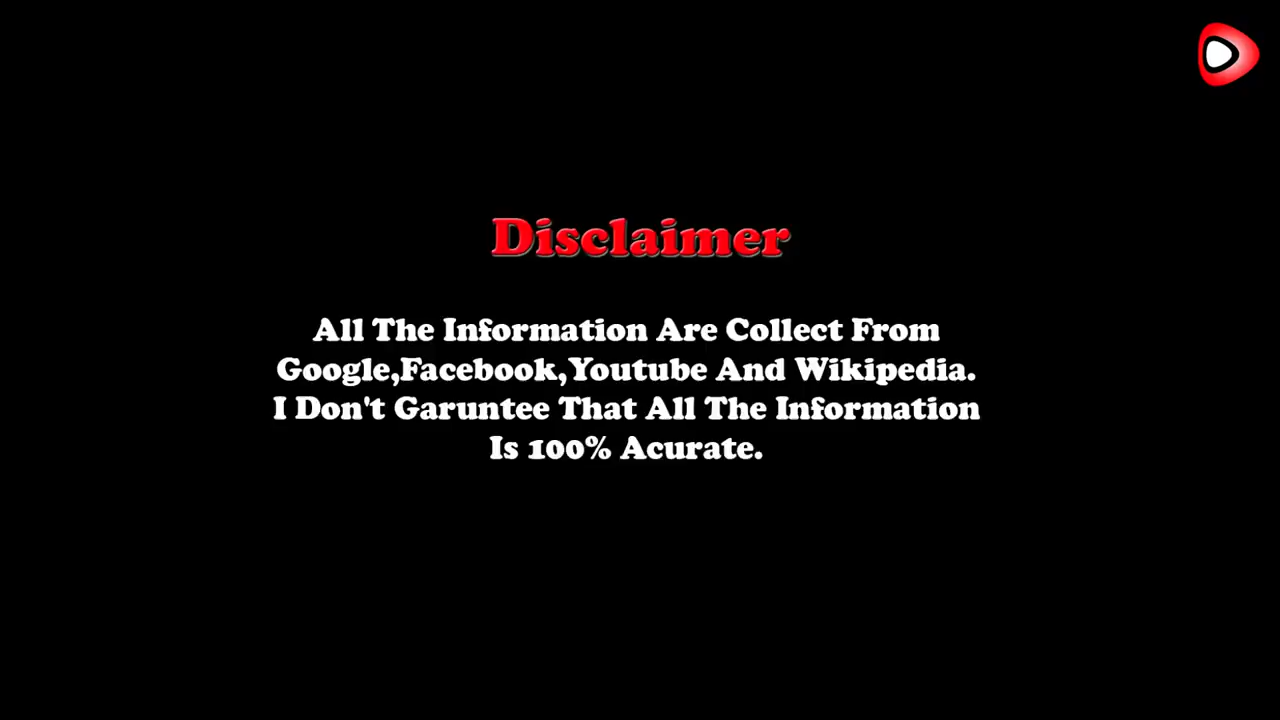 Disclaimer
All The Information Are Collect From
Google,Facebook,Youtube And Wikipedia.
I Don't Garuntee That All The Information
Is 100% Acurate.